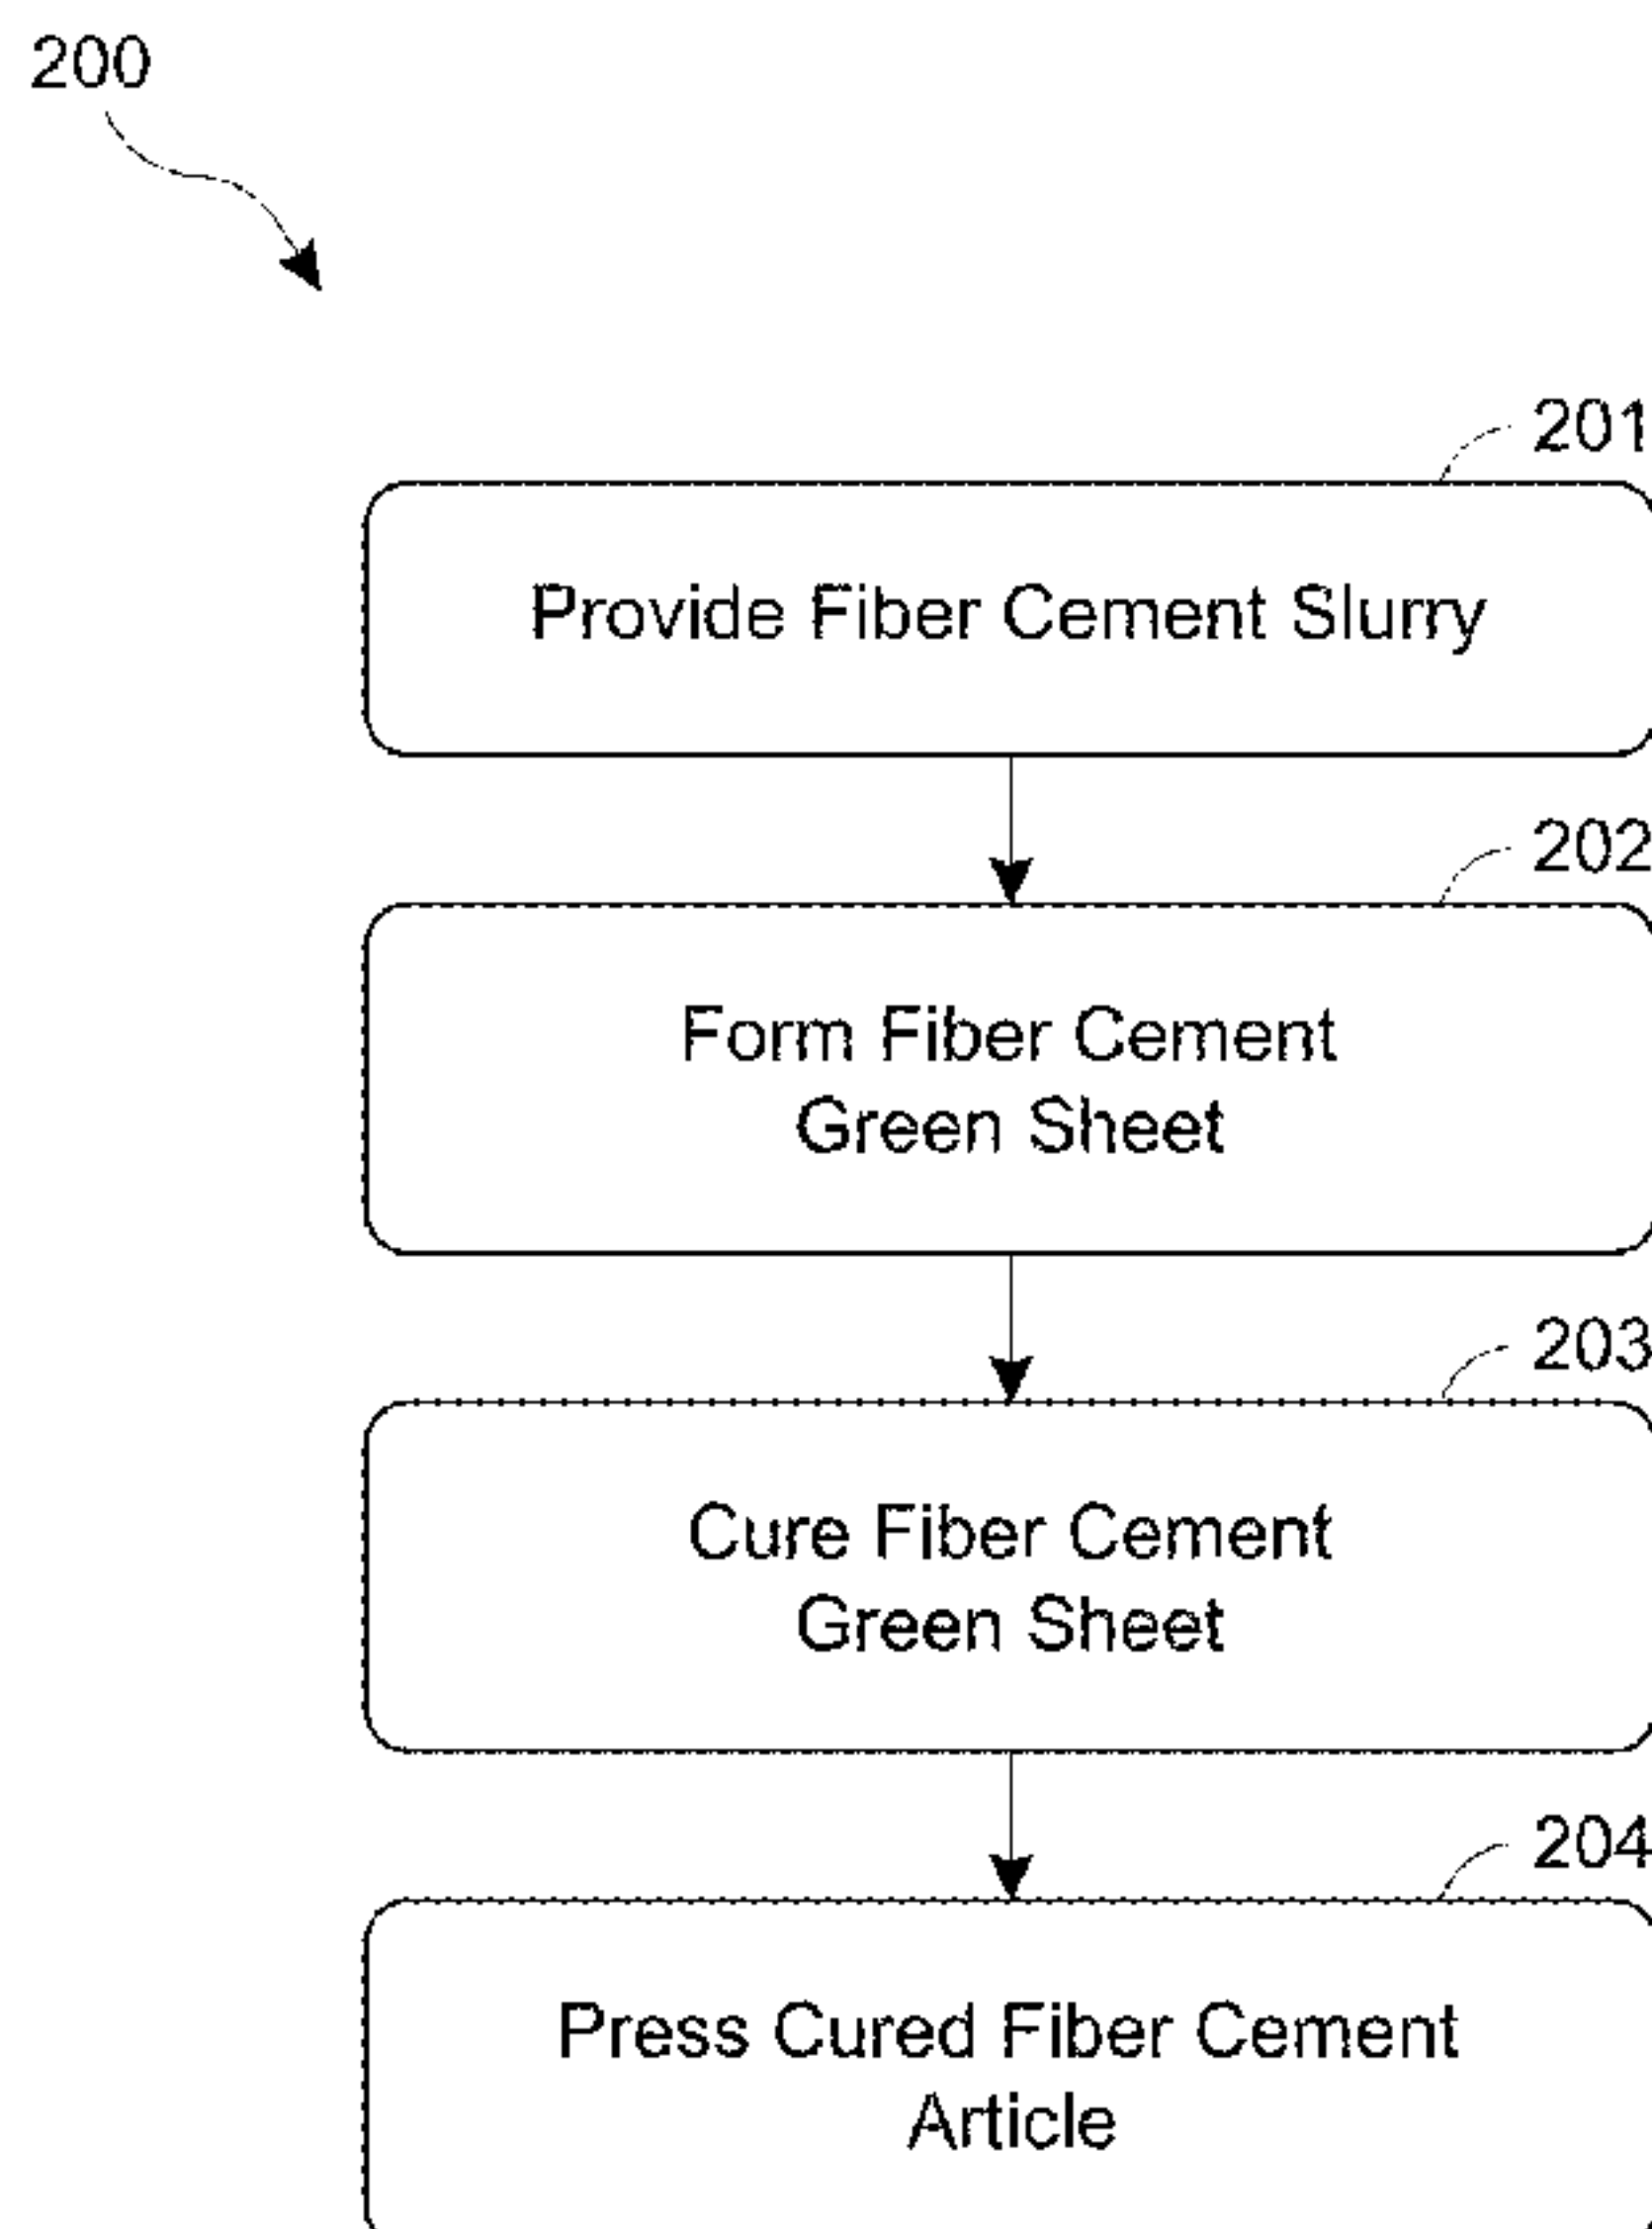 200
201
Provide Fiber Cement Slurry
202
Form Fiber Cement
Green Sheet
203
Cure Fiber Cement
Green Sheet
204
Press Cured Fiber Cement
Article